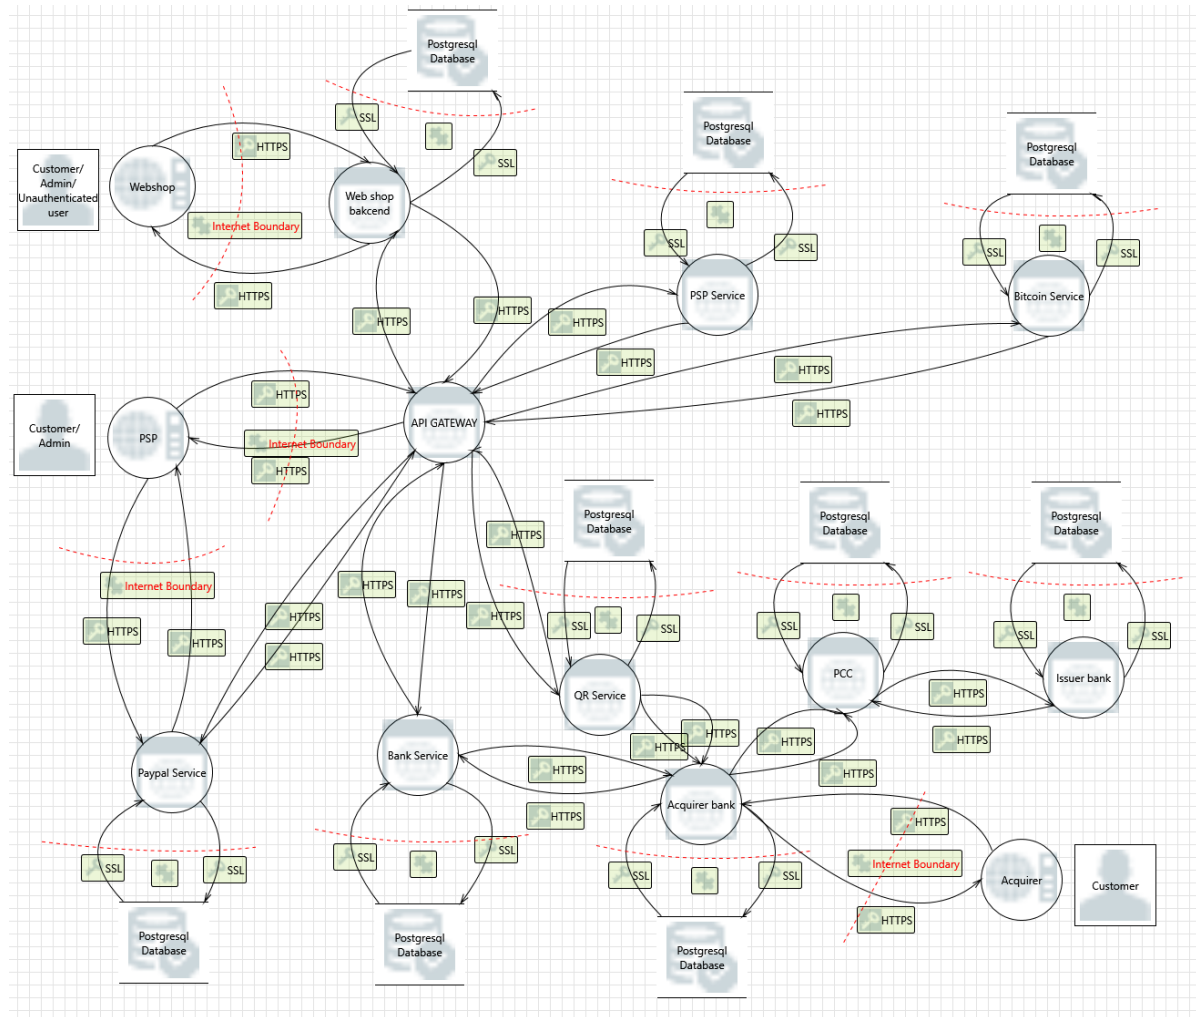 Postgresql
Database
SSL
SSL
HTTPS
Customer/
Admin/
Unauthenticated
user
Webshop
Web shop
bakcend
Internet Boundary
HTTPS
Postgresql
Database
SSL
SSL
PSP Service
Postgresql
Database
SSL
SSL
Bitcoin Service
HTTPS
HTTPS
HTTPS
HTTPS
HTTPS
HTTPS
Customer/
Admin
PSP
HTTPS
Internet Boundary
HTTPS
API GATEWAY
Internet Boundary
HTTPS
HTTPS
HTTPS
HTTPS
HTTPS
HTTPS
HTTPS
HTTPS
Postgresql
Database
SSL
SSL
QR Service
Postgresql
Database
SSL
SSL
PCC
Postgresql
Database
SSL
SSL
Issuer bank
HTTPS
HTTPS
HTTPS
HTTPS
HTTPS
HTTPS
Paypal Service
Bank Service
HTTPS
HTTPS
Acquirer bank
HTTPS
Internet Boundary
HTTPS
Acquirer
Customer
SSL
SSL
Postgresql
Database
SSL
SSL
Postgresql
Database
SSL
SSL
Postgresql
Database